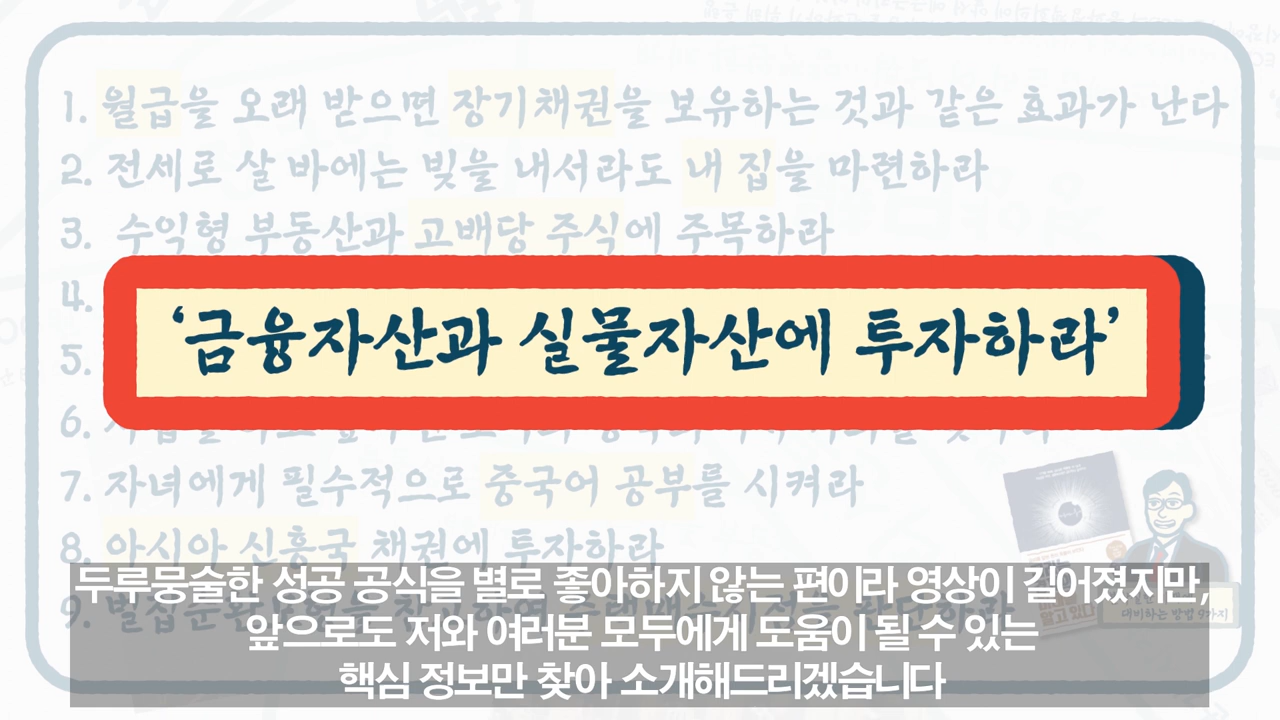 1. 월급을 오래 받으면 장기채권을 보유하는 것과 같은 효과가 난다
2. 전세로 살 바에는 빚을 내서라도 내 집을 마련하라
3. 수익형 부동산과 고배당 주식에 주목하라
4.
‘금융자산과 실물자산에 투자하라’
5.
6.
7. 자녀에게 필수적으로 중국어 공부를 시켜라
8. 아시아 신흥국 채권에 투자하라
9.
대비하는 방법 9가지
두루뭉술한 성공 공식을 별로 좋아하지 않는 편이라 영상이 길어졌지만,
앞으로도 저와 여러분 모두에게 도움이 될 수 있는
핵심 정보만 찾아 소개해드리겠습니다